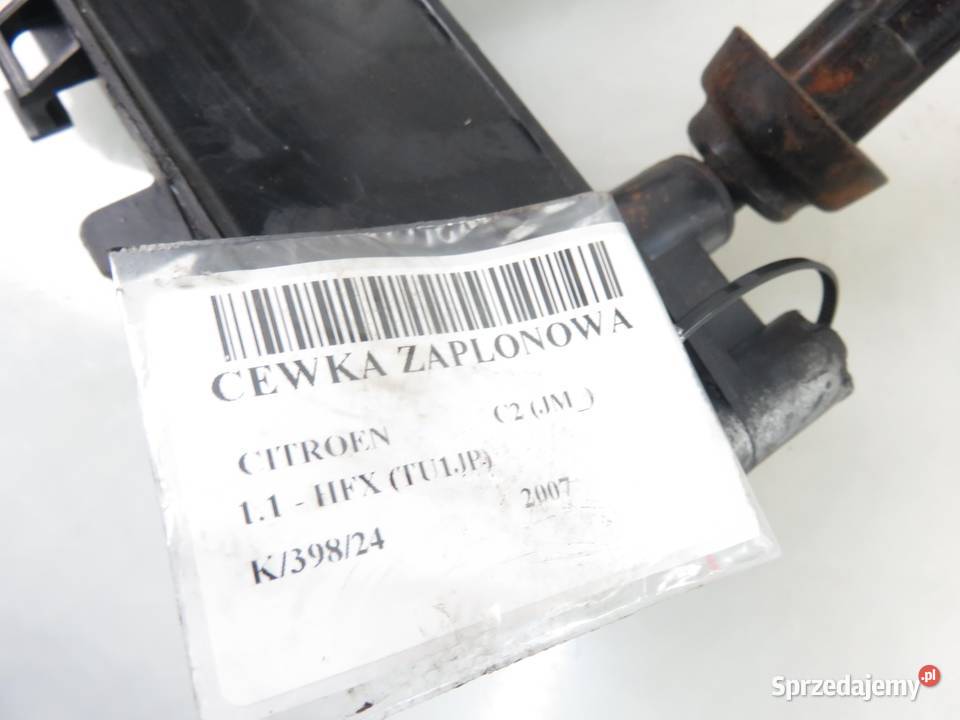 CEWKA ZAPLONOWA
CITROEN C2 (JM_)
1.1 - HFX (TU1JP) 2007
K/398/24
Sprzedajemy.pl